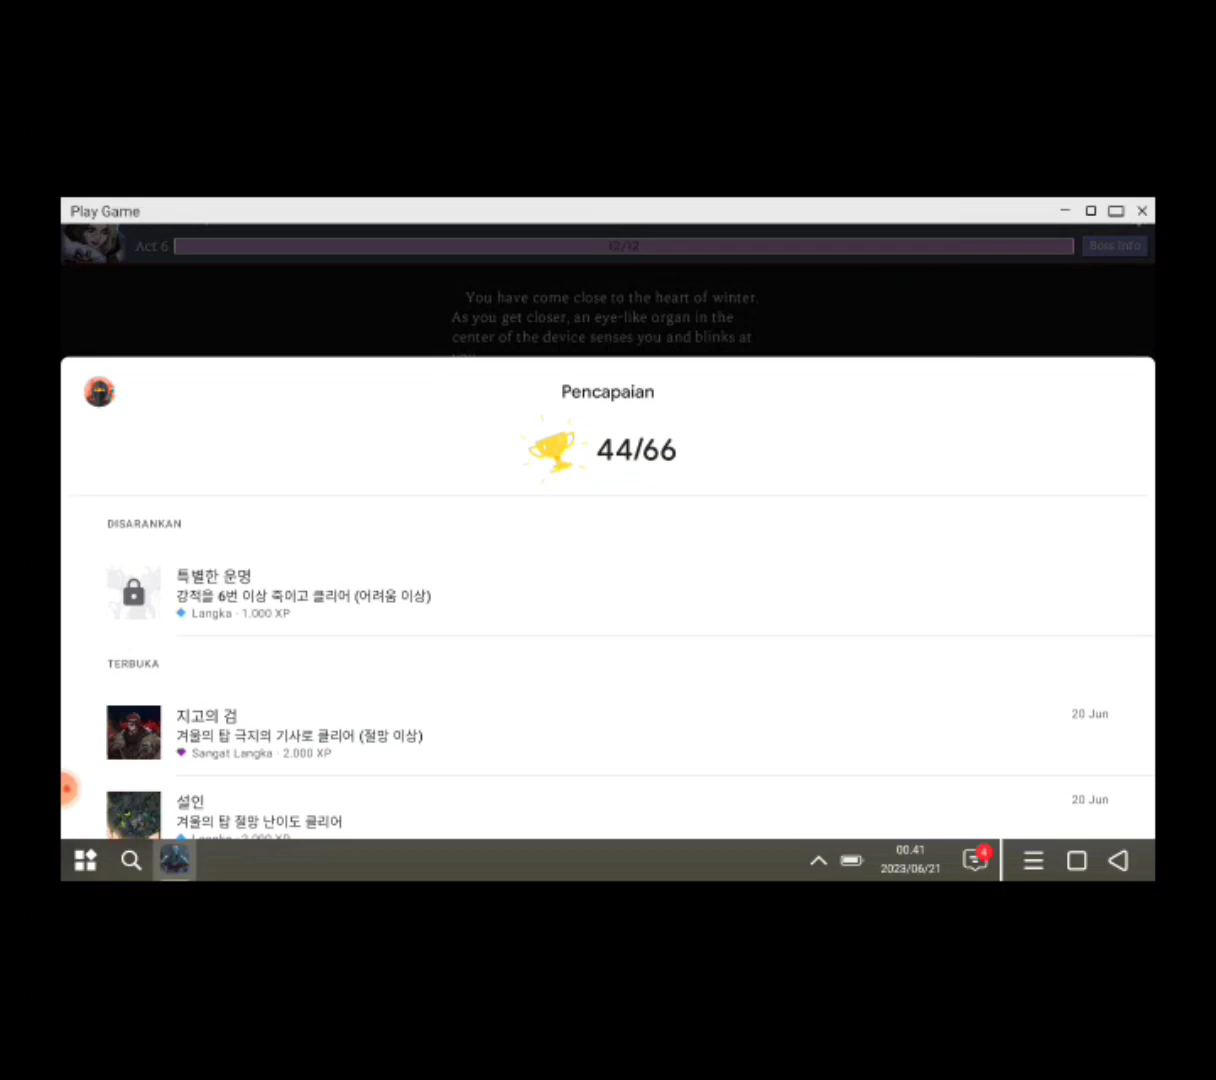 Play Game
Act 6
12/12
Boss Info
You have come close to the heart of winter.
As you get closer, an eye-like organ in the
center of the device senses you and blinks at
Pencapaian
44/66
DISARANKAN
특별한 운명
강적을 6번 이상 죽이고 클리어 (어려움 이상)
Langka · 1.000 XP
TERBUKA
지고의 검
20 Jun
겨울의 탑 극지의 기사로 클리어 (절망 이상)
Sangat Langka · 2.000 XP
설인
20 Jun
겨울의 탑 절망 난이도 클리어
00.41
4
2023/06/21